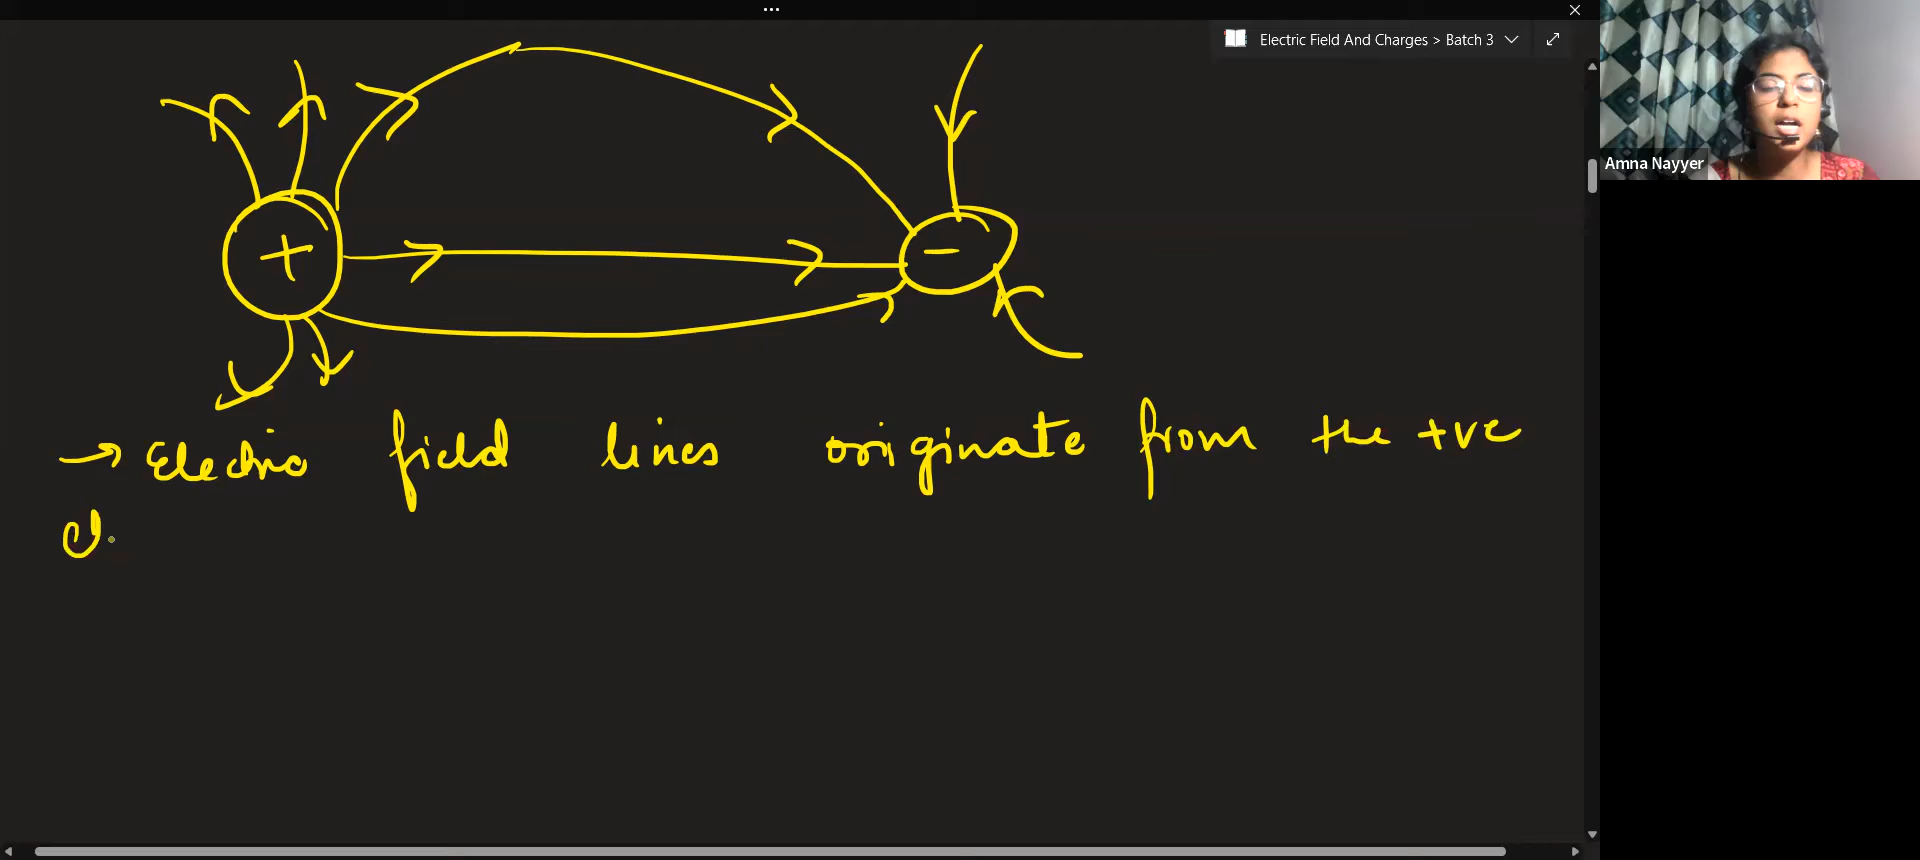 Electric Field And Charges > Batch 3
Amna Nayyer
+
-
→ Electric field lines originate from the +ve